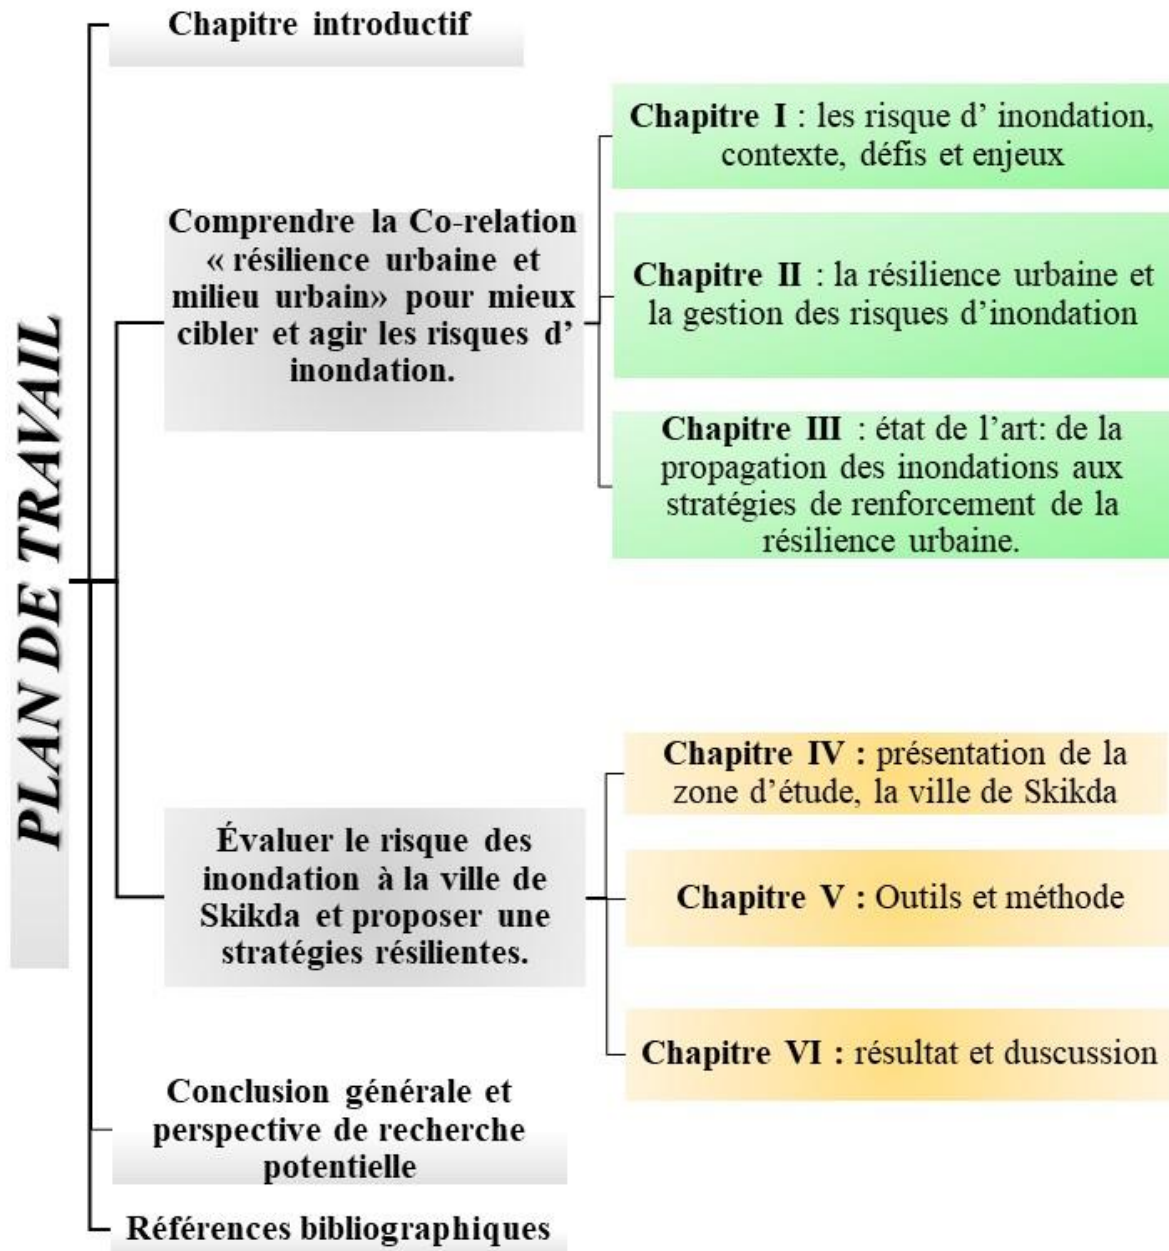 PLAN DE TRAVAIL
Chapitre introductif
Comprendre la Co-relation
« résilience urbaine et
milieu urbain» pour mieux
cibler et agir les risques d’
inondation.
Chapitre I : les risque d’ inondation,
contexte, défis et enjeux
Chapitre II : la résilience urbaine et
la gestion des risques d’inondation
Chapitre III : état de l’art: de la
propagation des inondations aux
stratégies de renforcement de la
résilience urbaine.
Évaluer le risque des
inondation à la ville de
Skikda et proposer une
stratégies résilientes.
Chapitre IV : présentation de la
zone d’étude, la ville de Skikda
Chapitre V : Outils et méthode
Chapitre VI : résultat et duscussion
Conclusion générale et
perspective de recherche
potentielle
Références bibliographiques